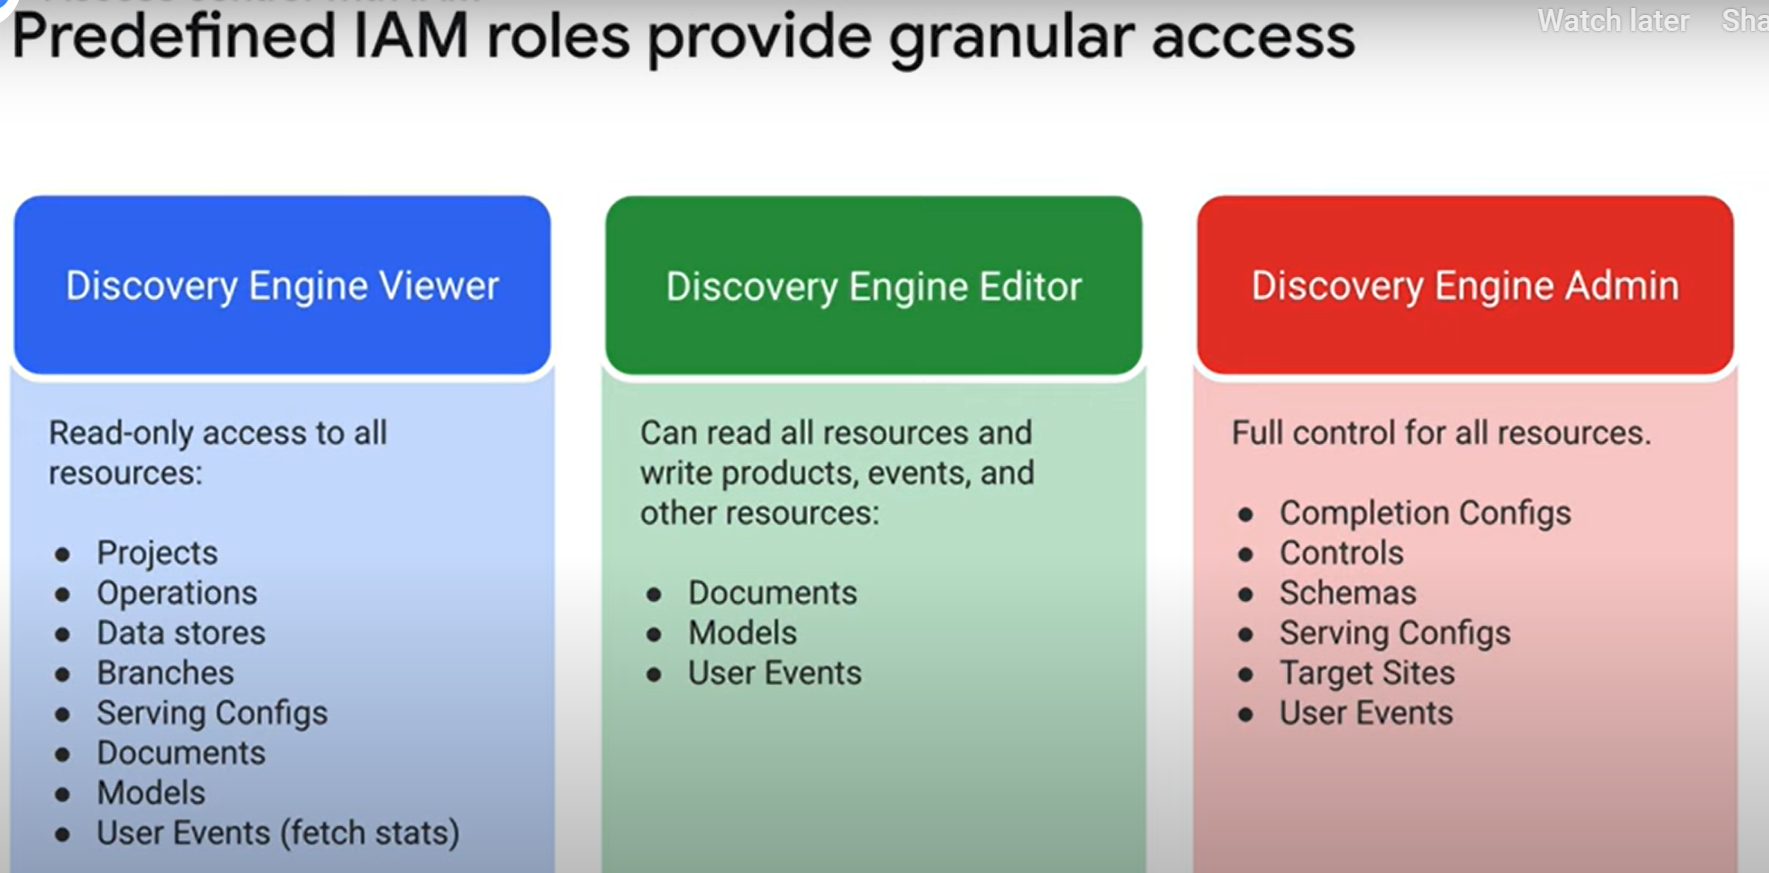 Predefined IAM roles provide granular access
Watch later
Discovery Engine Viewer
Read-only access to all
resources:
● Projects
● Operations
● Data stores
● Branches
● Serving Configs
● Documents
● Models
● User Events (fetch stats)
Discovery Engine Editor
Can read all resources and
write products, events, and
other resources:
● Documents
● Models
● User Events
Discovery Engine Admin
Full control for all resources.
● Completion Configs
● Controls
● Schemas
● Serving Configs
● Target Sites
● User Events